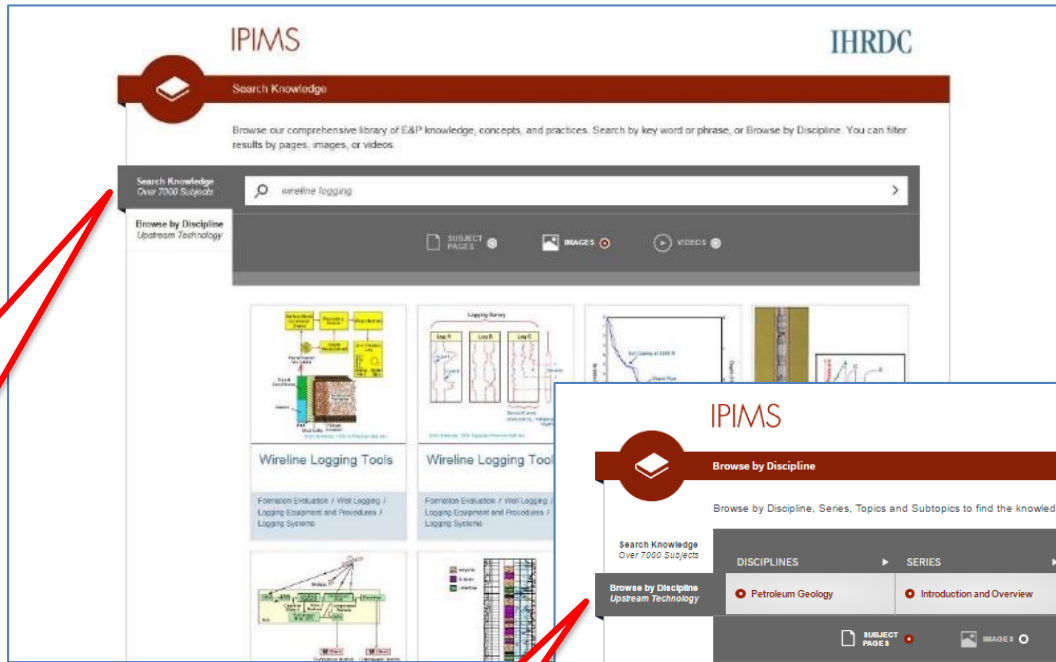 IPIMS
IHRDC
Search Knowledge
Browse our comprehensive library of E&P knowledge, concepts, and practices. Search by key word or phrase, or Browse by Discipline. You can filter
results by pages, images, or videos.
Search Knowledge
Over 7000 Subjects
wireline logging
Browse by Discipline
Upstream Technology
SUBJECT
PAGES
IMAGES
VIDEOS
Logging Survey
Log A
Log B
Log C
Wireline Logging Tools
Wireline Logging Tool
Formation Evaluation / Well Logging /
Logging Equipment and Procedures /
Logging Systems
Formation Evaluation / Well Logging /
Logging Equipment and Procedures /
Logging Systems
IPIMS
Browse by Discipline
Browse by Discipline, Series, Topics and Subtopics to find the knowled
Search Knowledge
Over 7000 Subjects
DISCIPLINES
SERIES
Browse by Discipline
Upstream Technology
Petroleum Geology
Introduction and Overview
SUBJECT
PAGES
IMAGES